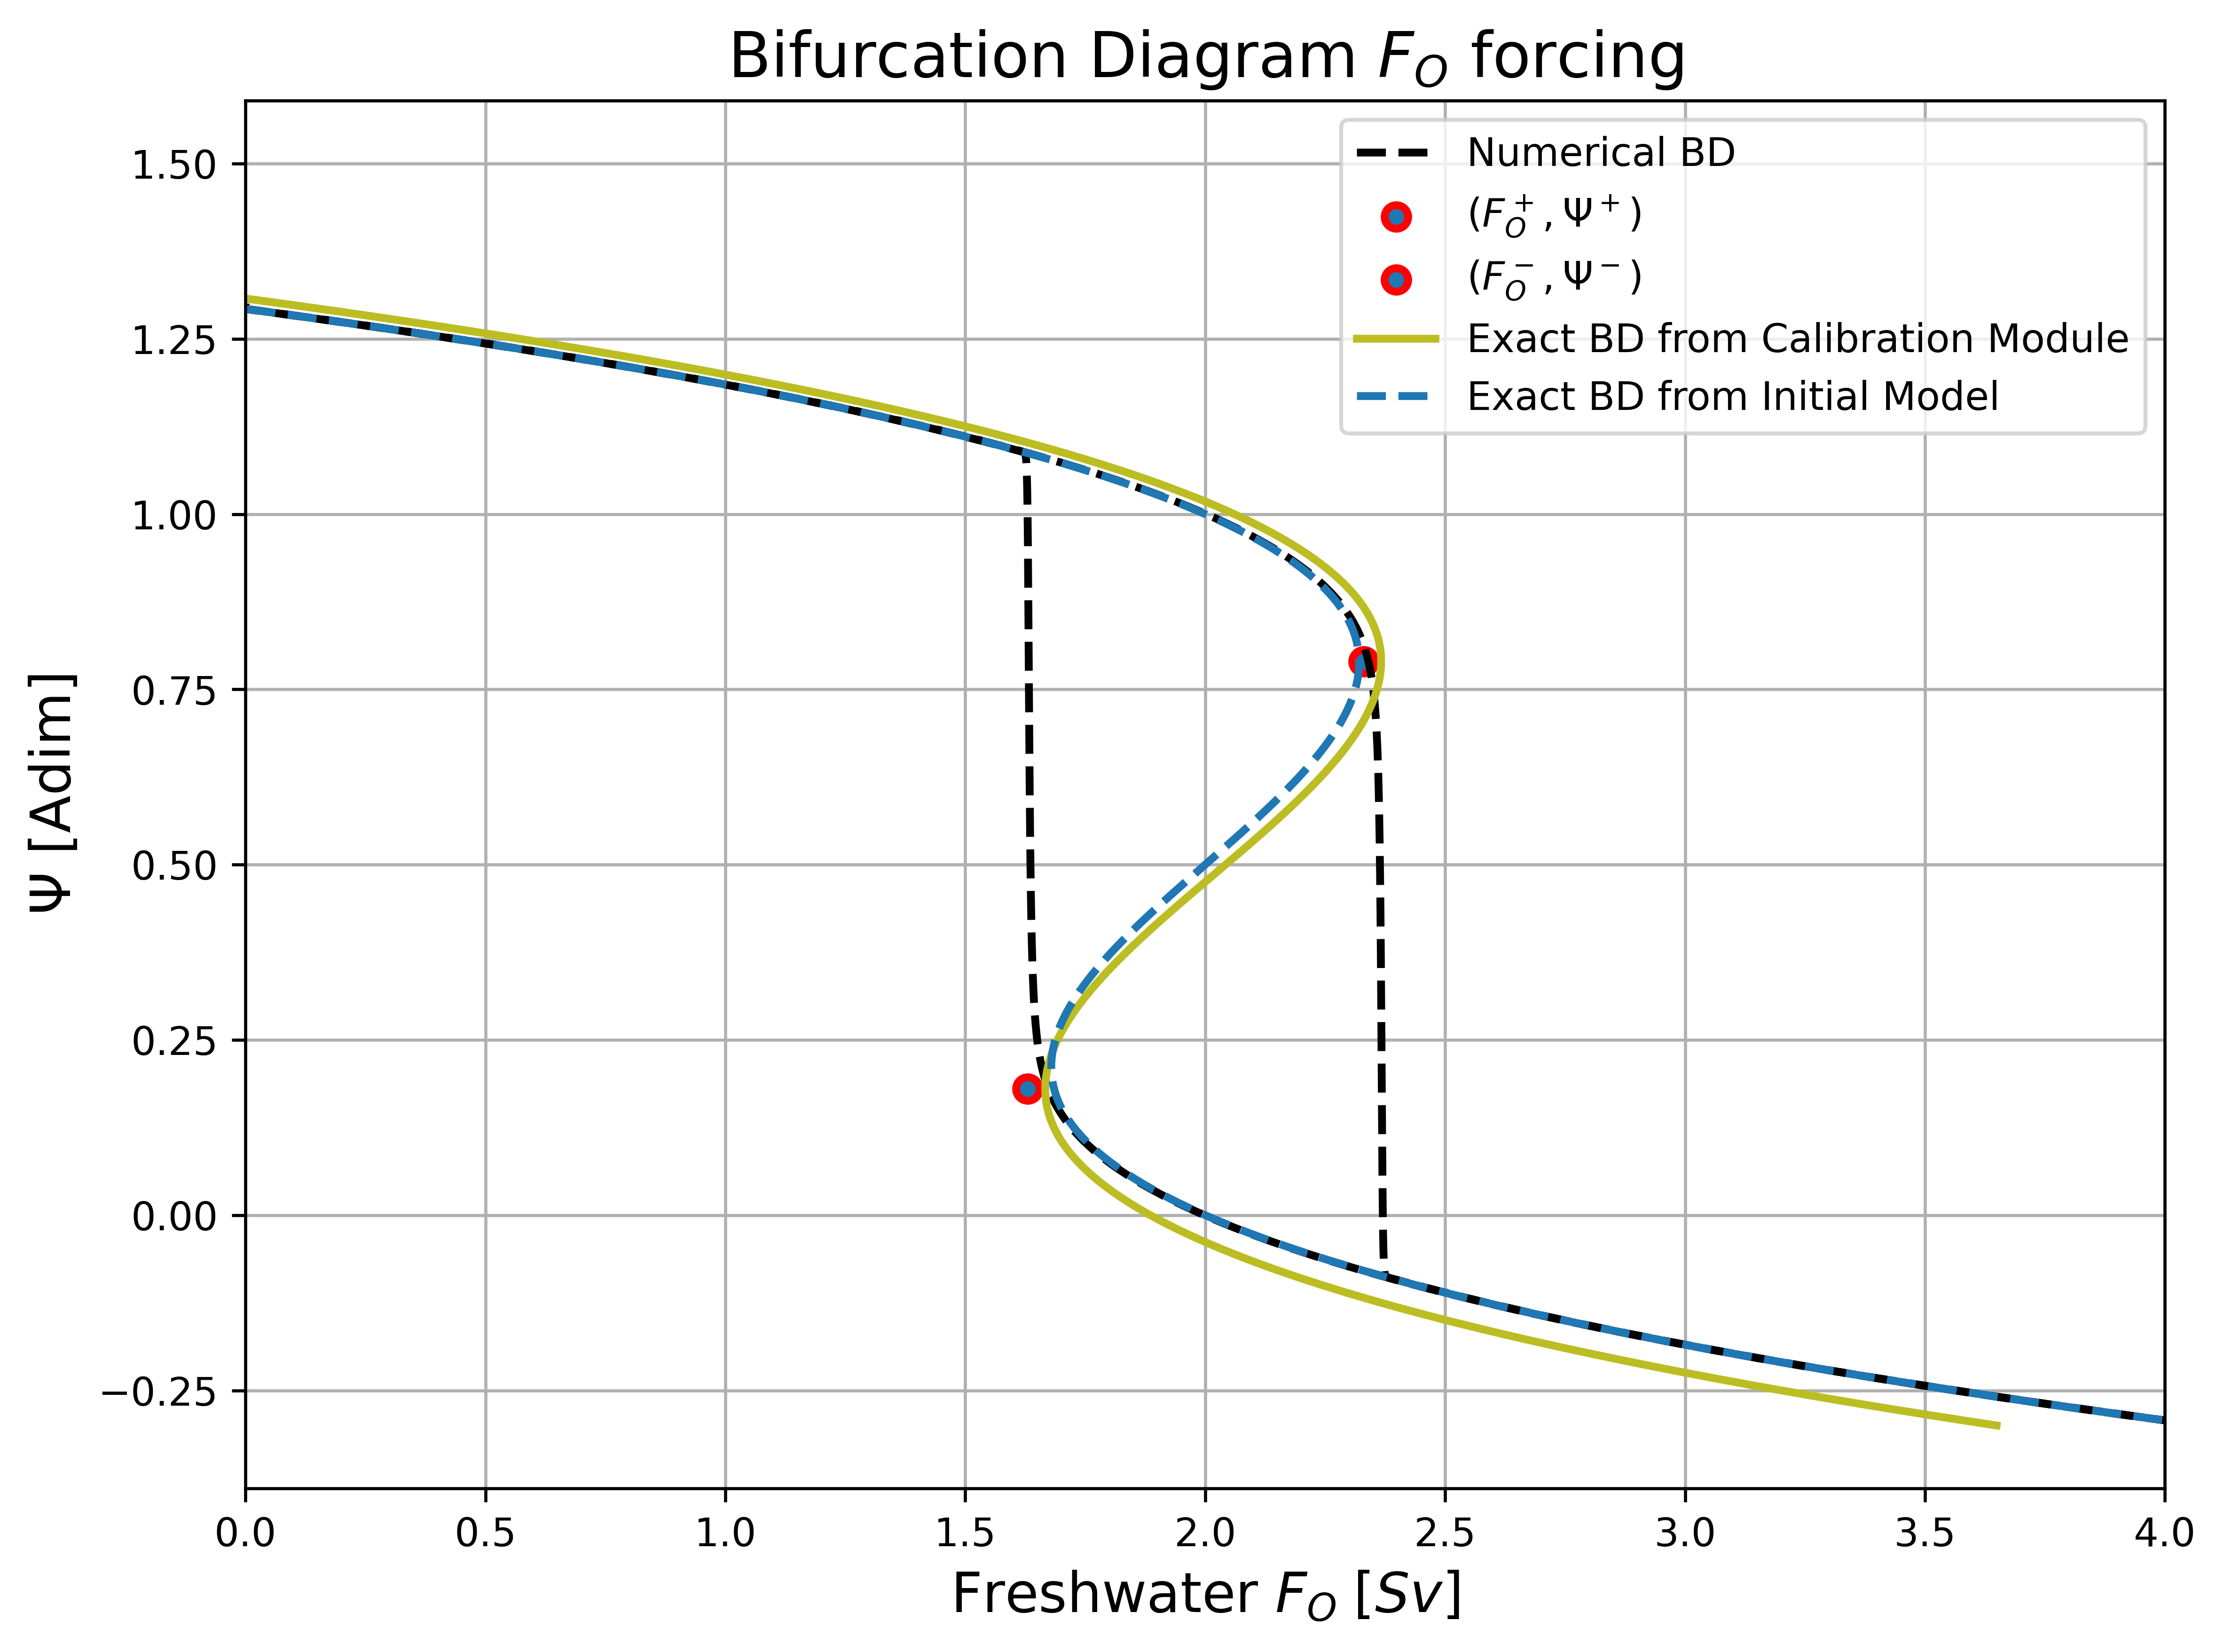 Bifurcation Diagram F_O forcing
Numerical BD
(F_O^+, Ψ^+)
(F_O^−, Ψ^−)
Exact BD from Calibration Module
Exact BD from Initial Model
Ψ [Adim]
1.50
1.25
1.00
0.75
0.50
0.25
0.00
−0.25
0.0 0.5 1.0 1.5 2.0 2.5 3.0 3.5 4.0
Freshwater F_O [Sv]